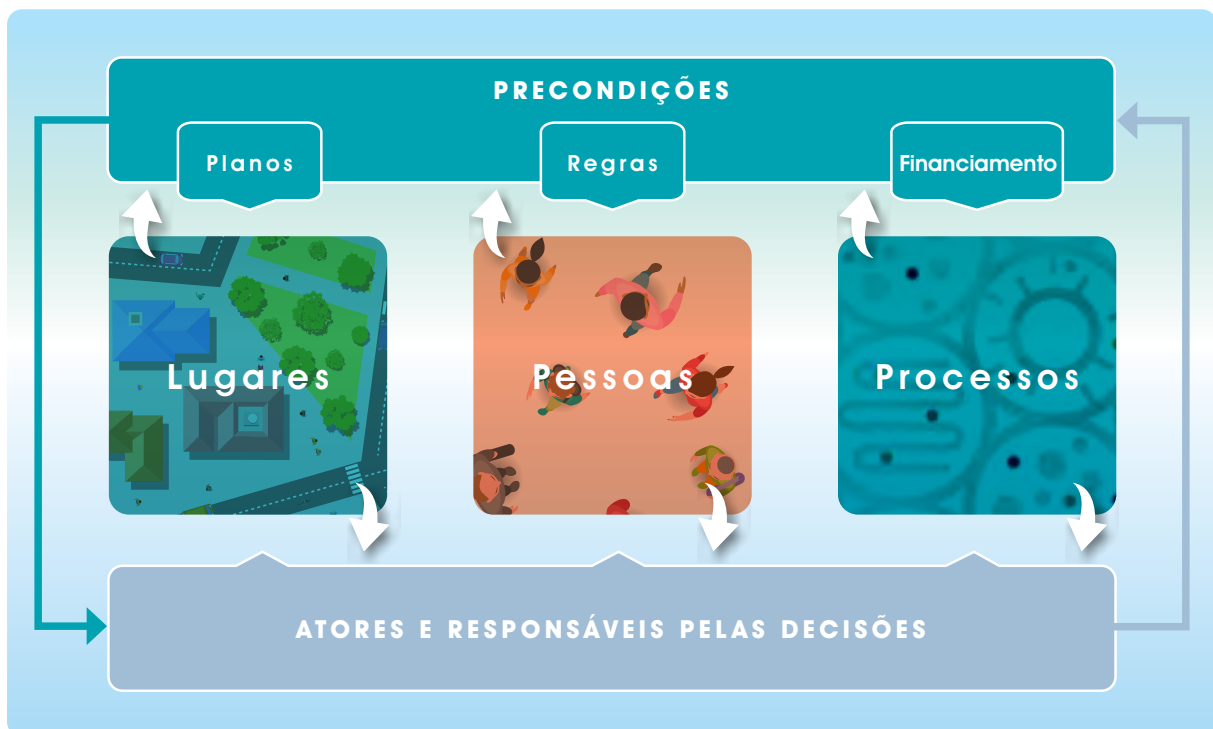 PRECONDIÇÕES
Planos
Regras
Financiamento
Lugares
Pessoas
Processos
ATORES E RESPONSÁVEIS PELAS DECISÕES